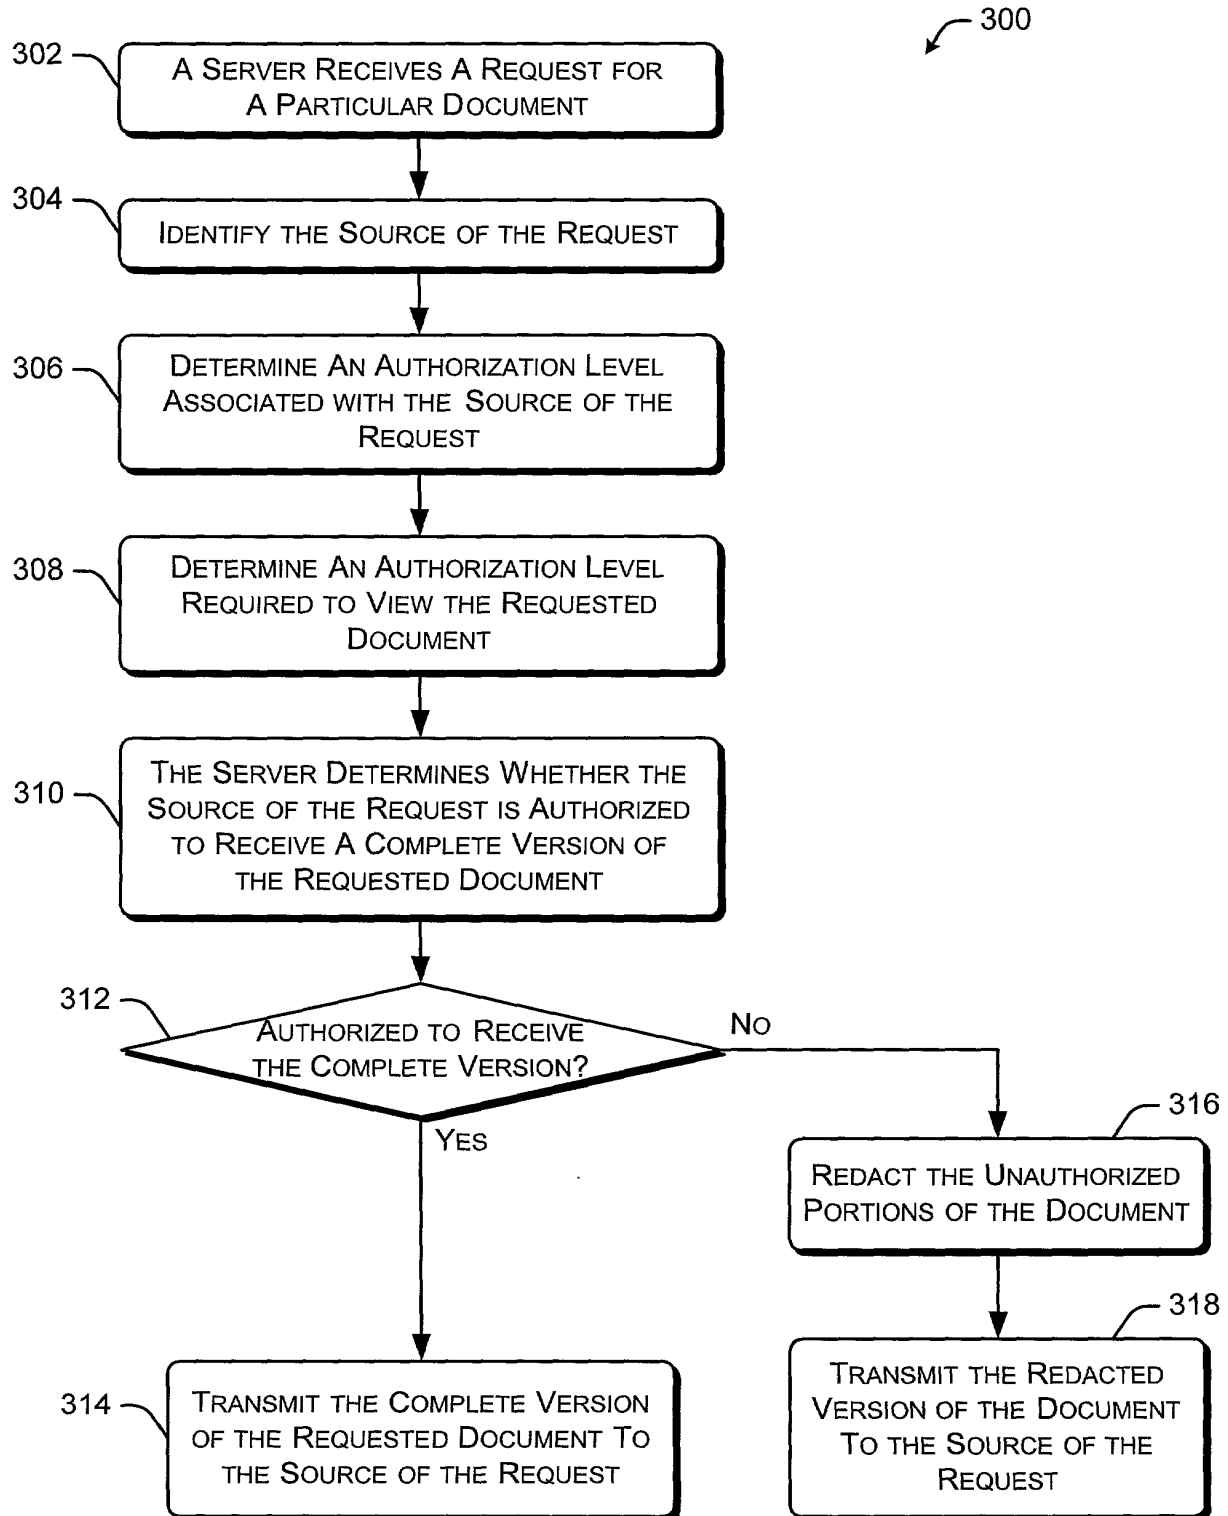 300
302
A SERVER RECEIVES A REQUEST FOR
A PARTICULAR DOCUMENT
304
IDENTIFY THE SOURCE OF THE REQUEST
306
DETERMINE AN AUTHORIZATION LEVEL
ASSOCIATED WITH THE SOURCE OF THE
REQUEST
308
DETERMINE AN AUTHORIZATION LEVEL
REQUIRED TO VIEW THE REQUESTED
DOCUMENT
310
THE SERVER DETERMINES WHETHER THE
SOURCE OF THE REQUEST IS AUTHORIZED
TO RECEIVE A COMPLETE VERSION OF
THE REQUESTED DOCUMENT
312
AUTHORIZED TO RECEIVE
THE COMPLETE VERSION?
NO
YES
316
REDACT THE UNAUTHORIZED
PORTIONS OF THE DOCUMENT
314
TRANSMIT THE COMPLETE VERSION
OF THE REQUESTED DOCUMENT TO
THE SOURCE OF THE REQUEST
318
TRANSMIT THE REDACTED
VERSION OF THE DOCUMENT
TO THE SOURCE OF THE
REQUEST